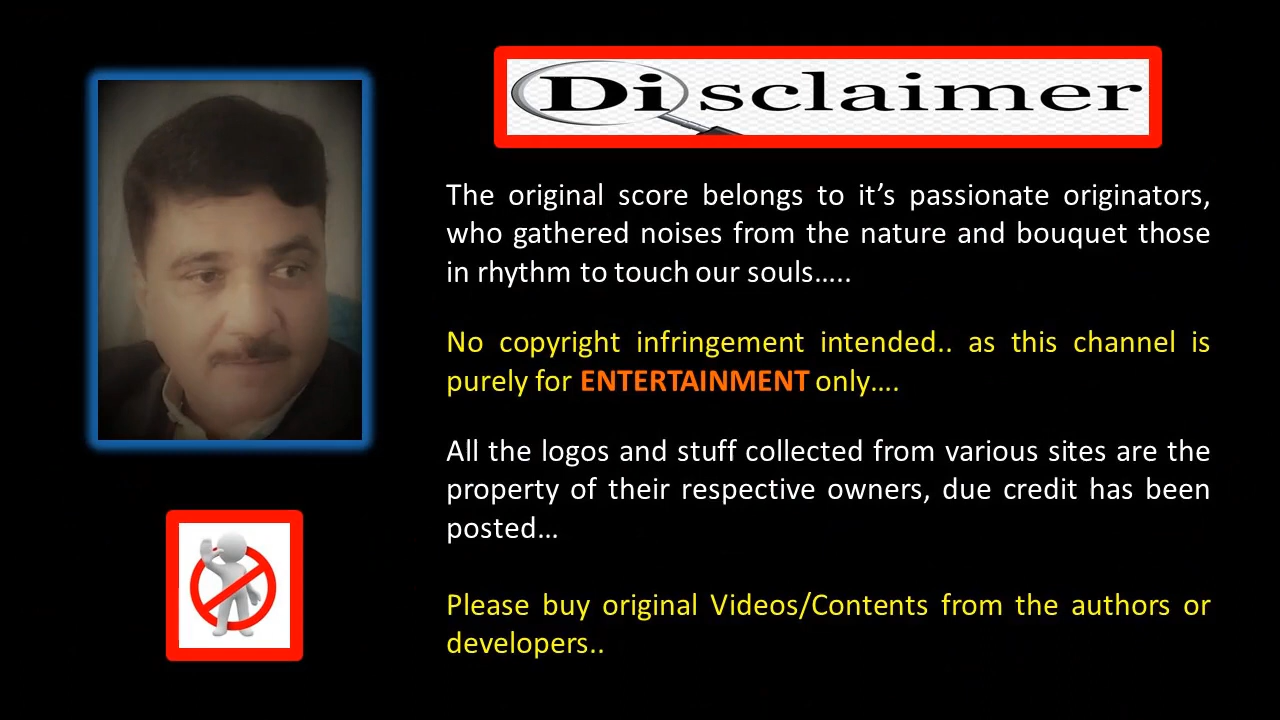 Disclaimer
The original score belongs to it’s passionate originators,
who gathered noises from the nature and bouquet those
in rhythm to touch our souls…..
No copyright infringement intended.. as this channel is
purely for ENTERTAINMENT only….
All the logos and stuff collected from various sites are the
property of their respective owners, due credit has been
posted…
Please buy original Videos/Contents from the authors or
developers..